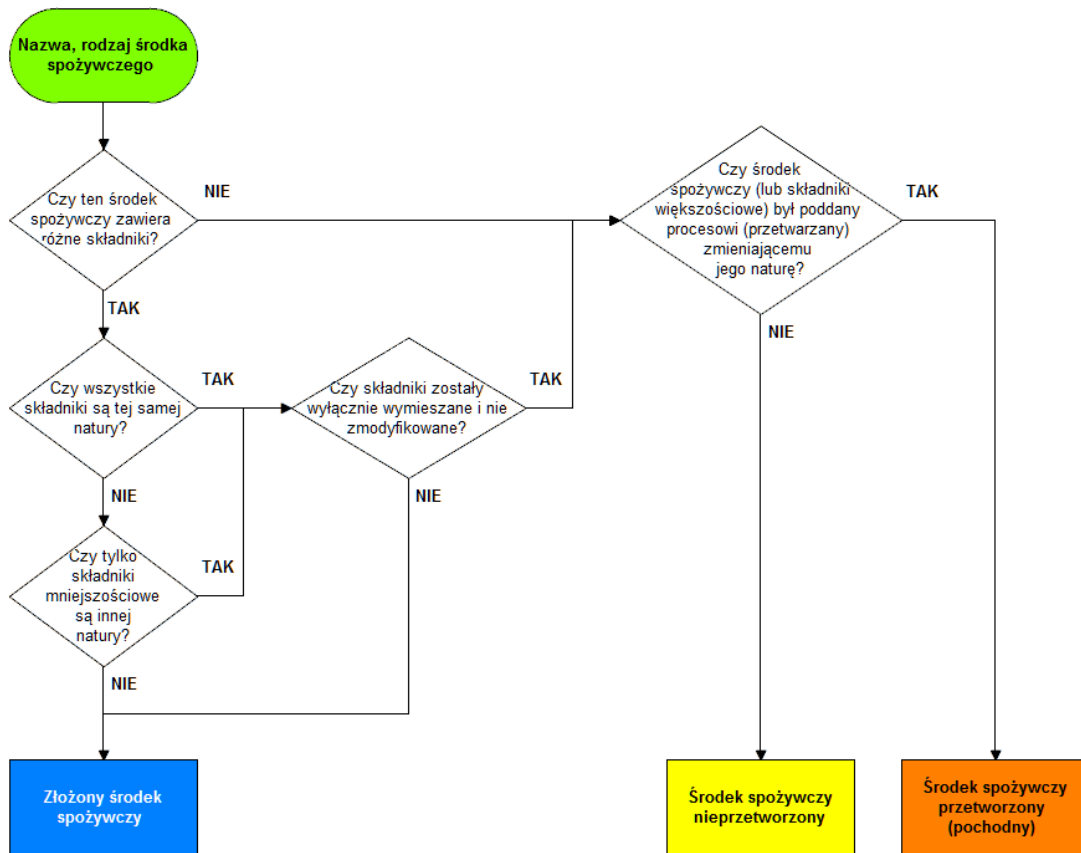 Nazwa, rodzaj środka
spożywczego
Czy ten środek
spożywczy zawiera
różne składniki?
NIE
TAK
Czy środek
spożywczy (lub składniki
większościowe) był poddany
procesowi (przetwarzany)
zmieniającemu
jego naturę?
TAK
NIE
Czy wszystkie
składniki są tej samej
natury?
TAK
NIE
Czy składniki zostały
wyłącznie wymieszane i nie
zmodyfikowane?
TAK
NIE
Czy tylko
składniki
mniejszościowe
są innej
natury?
TAK
NIE
Złożony środek
spożywczy
Środek spożywczy
nieprzetworzony
Środek spożywczy
przetworzony
(pochodny)